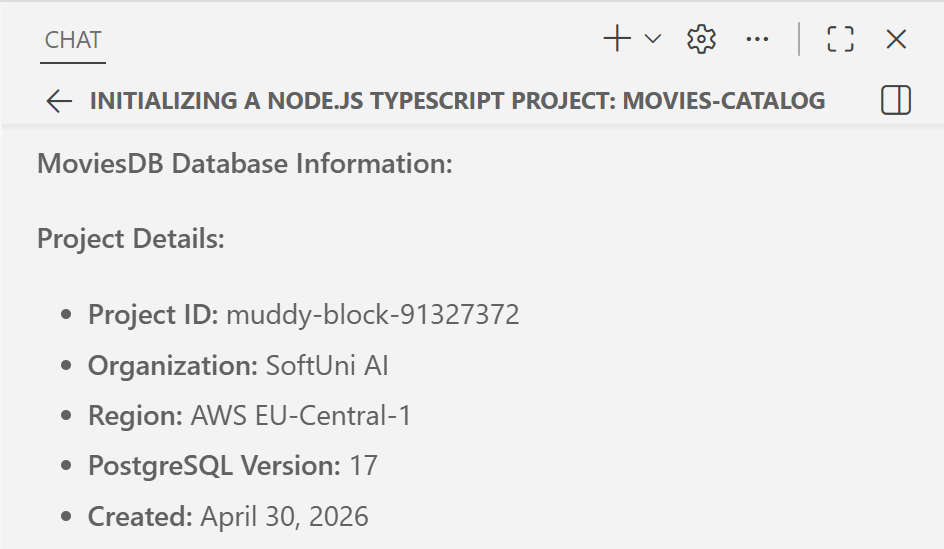 CHAT
INITIALIZING A NODE.JS TYPESCRIPT PROJECT: MOVIES-CATALOG
MoviesDB Database Information:
Project Details:
• Project ID: muddy-block-91327372
• Organization: SoftUni AI
• Region: AWS EU-Central-1
• PostgreSQL Version: 17
• Created: April 30, 2026